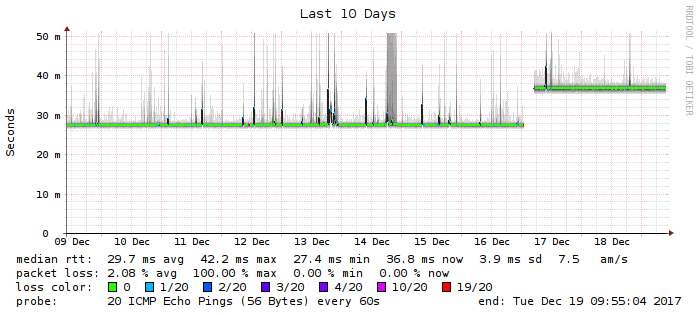 Last 10 Days
RRDTOOL / TOBI OETIKER
Seconds
50 m
40 m
30 m
20 m
10 m
0
09 Dec 10 Dec 11 Dec 12 Dec 13 Dec 14 Dec 15 Dec 16 Dec 17 Dec 18 Dec
median rtt: 29.7 ms avg 42.2 ms max 27.4 ms min 36.8 ms now 3.9 ms sd 7.5 am/s
packet loss: 2.08 % avg 100.00 % max 0.00 % min 0.00 % now
loss color: 0 1/20 2/20 3/20 4/20 10/20 19/20
probe: 20 ICMP Echo Pings (56 Bytes) every 60s end: Tue Dec 19 09:55:04 2017